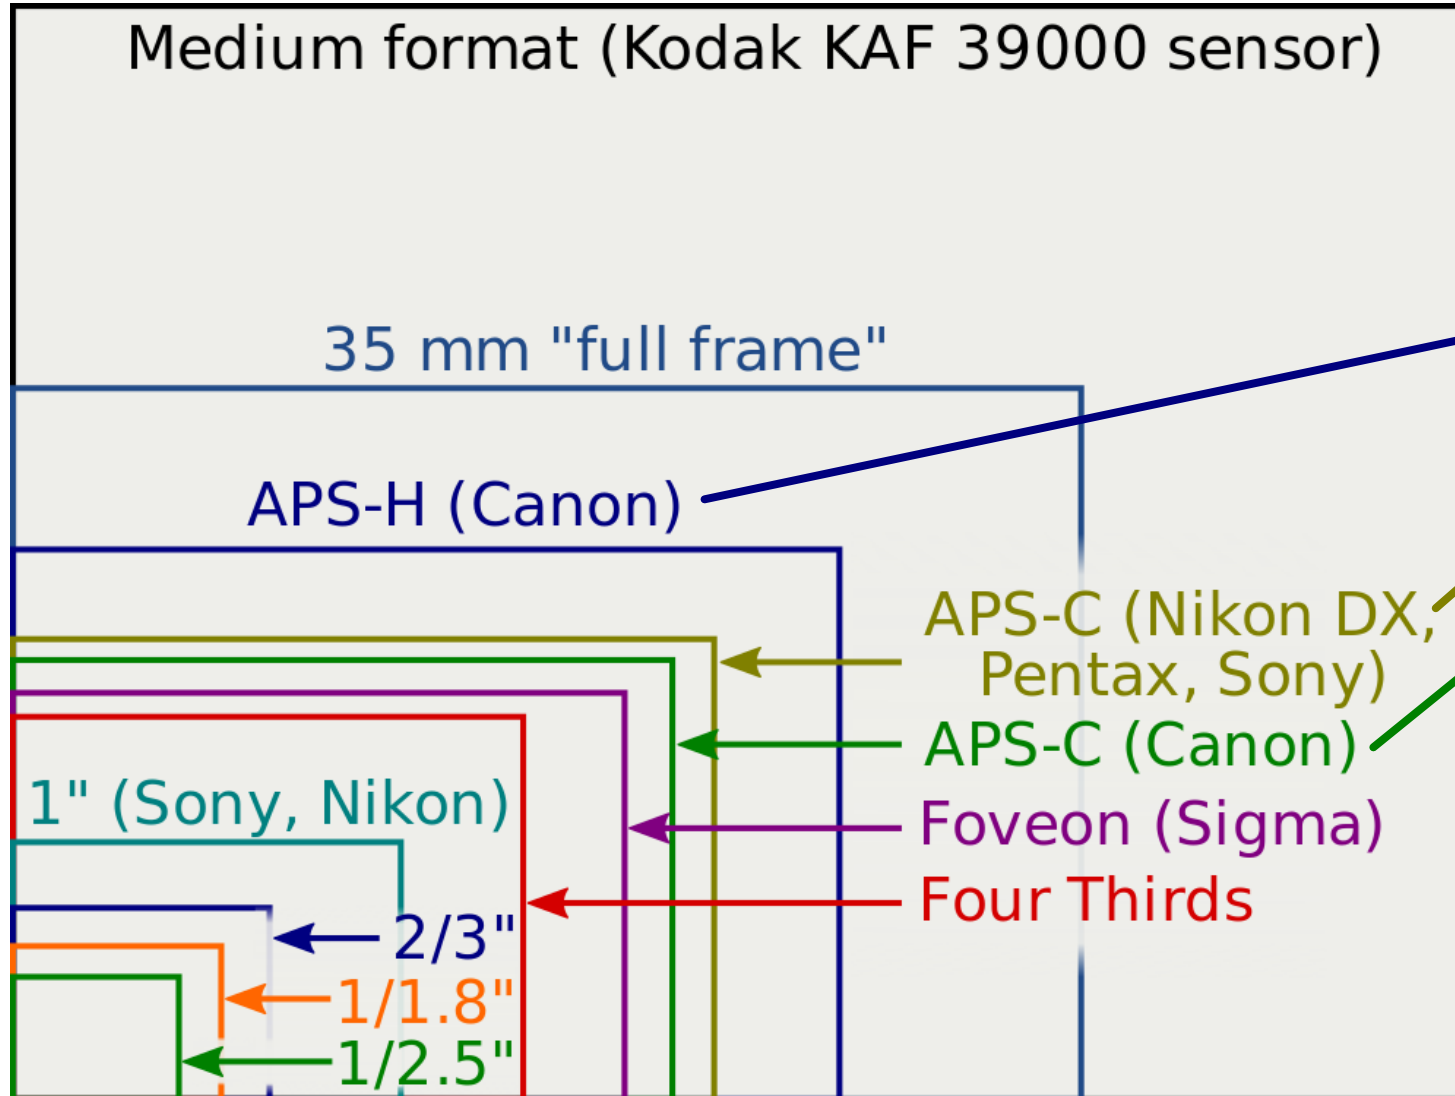 Medium format (Kodak KAF 39000 sensor)
35 mm "full frame"
APS-H (Canon)
APS-C (Nikon DX,
Pentax, Sony)
APS-C (Canon)
Foveon (Sigma)
Four Thirds
1" (Sony, Nikon)
2/3"
1/1.8"
1/2.5"